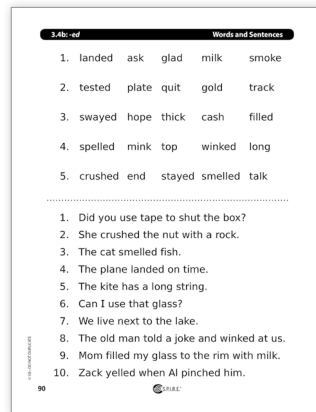 3.4b: -ed Words and Sentences
1. landed ask glad milk smoke
2. tested plate quit gold track
3. swayed hope thick cash filled
4. spelled mink top winked long
5. crushed end stayed smelled talk
1. Did you use tape to shut the box?
2. She crushed the nut with a rock.
3. The cat smelled fish.
4. The plane landed on time.
5. The kite has a long string.
6. Can I use that glass?
7. We live next to the lake.
8. The old man told a joke and winked at us.
9. Mom filled my glass to the rim with milk.
10. Zack yelled when Al pinched him.
90 S.P.I.R.E.